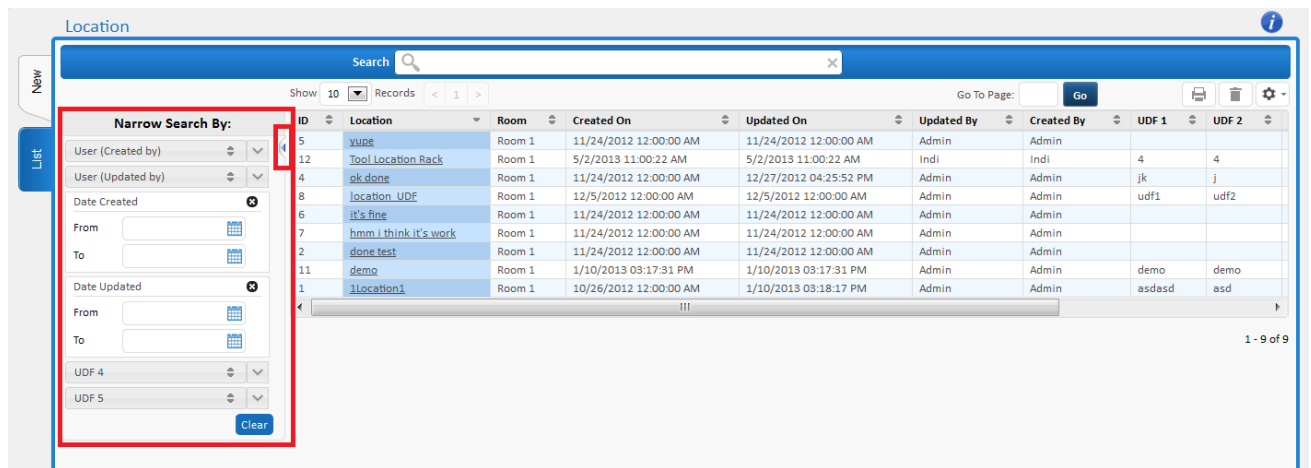 Location
i
Search
New
Show 10 Records < 1 > Go To Page: Go
Narrow Search By:
ID Location Room Created On Updated On Updated By Created By UDF 1 UDF 2
User (Created by)
5 yupe Room 1 11/24/2012 12:00:00 AM 11/24/2012 12:00:00 AM Admin Admin
List
12 Tool Location Rack Room 1 5/2/2013 11:00:22 AM 5/2/2013 11:00:22 AM Indi Indi 4 4
User (Updated by)
4 ok done Room 1 11/24/2012 12:00:00 AM 12/27/2012 04:25:52 PM Admin Admin jk j
Date Created
8 location_UDF Room 1 12/5/2012 12:00:00 AM 12/5/2012 12:00:00 AM Admin Admin udf1 udf2
6 it's fine Room 1 11/24/2012 12:00:00 AM 11/24/2012 12:00:00 AM Admin Admin
From
7 hmm i think it's work Room 1 11/24/2012 12:00:00 AM 11/24/2012 12:00:00 AM Admin Admin
To
2 done test Room 1 11/24/2012 12:00:00 AM 11/24/2012 12:00:00 AM Admin Admin
11 demo Room 1 1/10/2013 03:17:31 PM 1/10/2013 03:17:31 PM Admin Admin demo demo
Date Updated
1 1Location1 Room 1 10/26/2012 12:00:00 AM 1/10/2013 03:18:17 PM Admin Admin asdasd asd
From
To
1 - 9 of 9
UDF 4
UDF 5
Clear